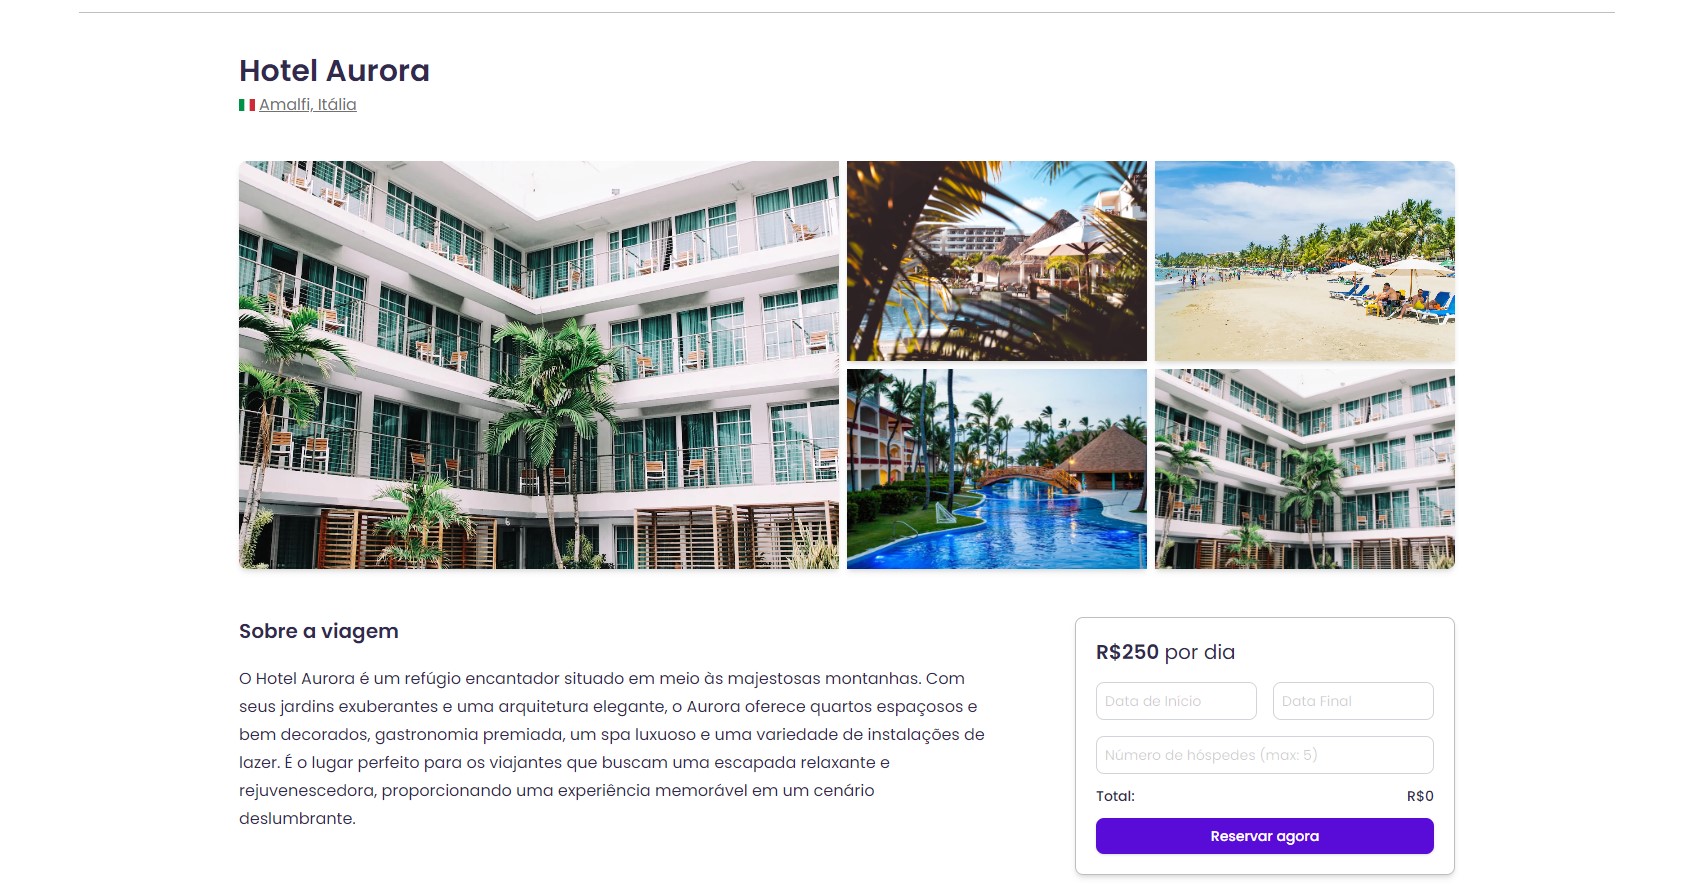 Hotel Aurora
Amalfi, Itália
Sobre a viagem
O Hotel Aurora é um refúgio encantador situado em meio às majestosas montanhas. Com
seus jardins exuberantes e uma arquitetura elegante, o Aurora oferece quartos espaçosos e
bem decorados, gastronomia premiada, um spa luxuoso e uma variedade de instalações de
lazer. É o lugar perfeito para os viajantes que buscam uma escapada relaxante e
rejuvenescedora, proporcionando uma experiência memorável em um cenário
deslumbrante.
R$250 por dia
Data de Início
Data Final
Número de hóspedes (max: 5)
Total:
R$0
Reservar agora